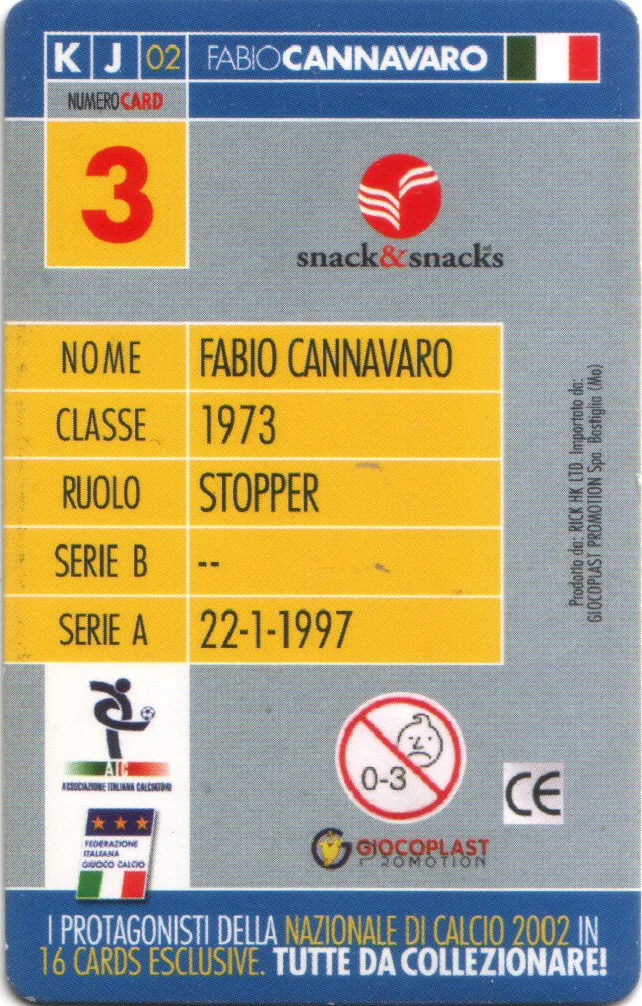 KJ02 FABIOCANNAVARO
NUMEROCARD
3
snack&snacks
NOME FABIO CANNAVARO
CLASSE 1973
RUOLO STOPPER
SERIE B --
SERIE A 22-1-1997
Prodotto da: RICK HK LTD Importato da:
GIOCOPLAST PROMOTION Spa. Bastiglia (Mo)
AIC
ASSOCIAZIONE ITALIANA CALCIATORI
0-3
CE
FEDERAZIONE
ITALIANA
GIUOCO CALCIO
GIOCOPLAST
PROMOTION
I PROTAGONISTI DELLA NAZIONALE DI CALCIO 2002 IN
16 CARDS ESCLUSIVE. TUTTE DA COLLEZIONARE!